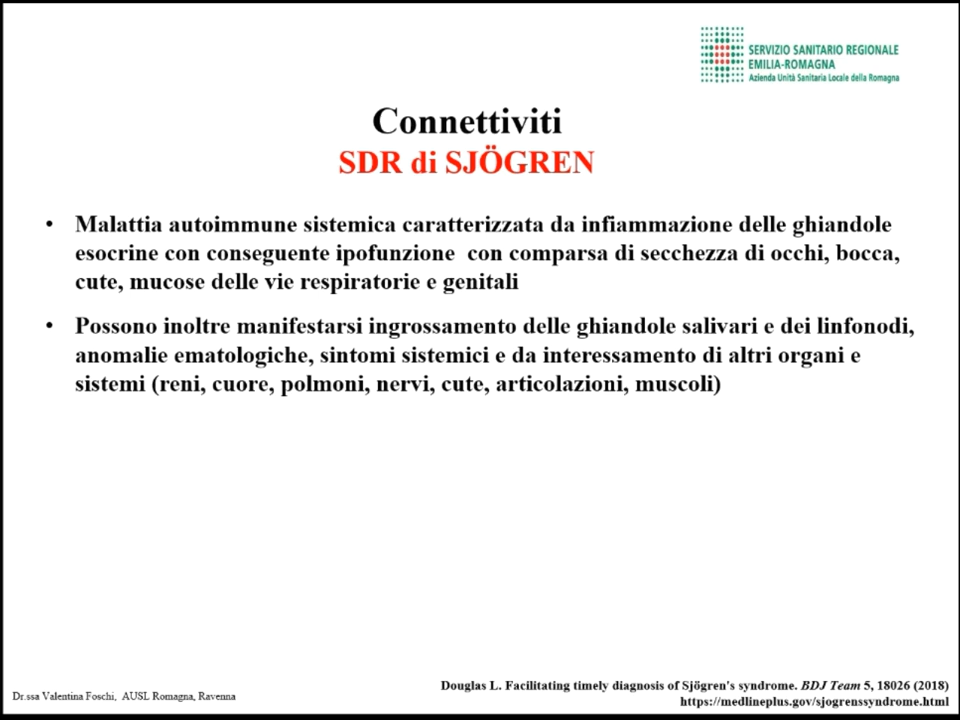 SERVIZIO SANITARIO REGIONALE
EMILIA-ROMAGNA
Azienda Unità Sanitaria Locale della Romagna
Connettiviti
SDR di SJÖGREN
• Malattia autoimmune sistemica caratterizzata da infiammazione delle ghiandole
esocrine con conseguente ipofunzione con comparsa di secchezza di occhi, bocca,
cute, mucose delle vie respiratorie e genitali
• Possono inoltre manifestarsi ingrossamento delle ghiandole salivari e dei linfonodi,
anomalie ematologiche, sintomi sistemici e da interessamento di altri organi e
sistemi (reni, cuore, polmoni, nervi, cute, articolazioni, muscoli)
Douglas L. Facilitating timely diagnosis of Sjögren's syndrome. BDJ Team 5, 18026 (2018)
https://medlineplus.gov/sjogrenssyndrome.html
Dr.ssa Valentina Foschi, AUSL Romagna, Ravenna